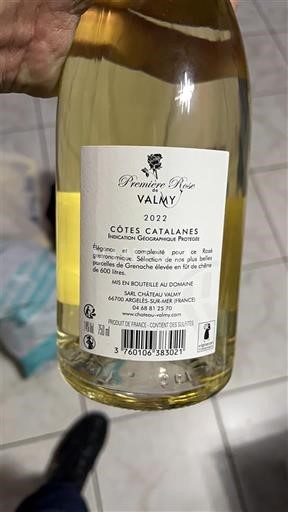 Première Rose
de
VALMY
2022
CÔTES CATALANES
INDICATION GÉOGRAPHIQUE PROTÉGÉE
Élégance et complexité pour ce Rosé
gastronomique. Sélection de nos plus belles
parcelles de Grenache élevée en fût de chêne
de 600 litres.
MIS EN BOUTEILLE AU DOMAINE
SARL CHÂTEAU VALMY
66700 ARGELÈS-SUR-MER (FRANCE)
04 68 81 25 70
www.chateau-valmy.com
PRODUIT DE FRANCE - CONTIENT DES SULFITES
750 ml
3 760106 383021